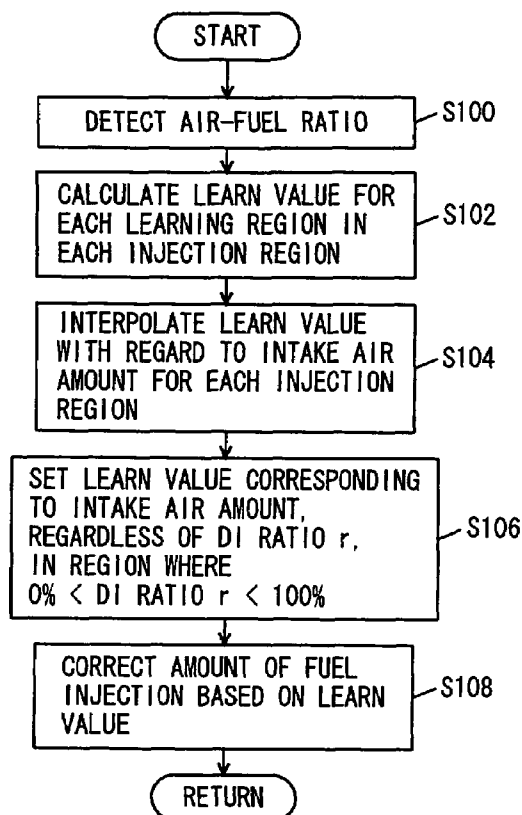 START
DETECT AIR-FUEL RATIO
S100
CALCULATE LEARN VALUE FOR
EACH LEARNING REGION IN
EACH INJECTION REGION
S102
INTERPOLATE LEARN VALUE
WITH REGARD TO INTAKE AIR
AMOUNT FOR EACH INJECTION
REGION
S104
SET LEARN VALUE CORRESPONDING
TO INTAKE AIR AMOUNT,
REGARDLESS OF DI RATIO r,
IN REGION WHERE
0% < DI RATIO r < 100%
S106
CORRECT AMOUNT OF FUEL
INJECTION BASED ON LEARN
VALUE
S108
RETURN